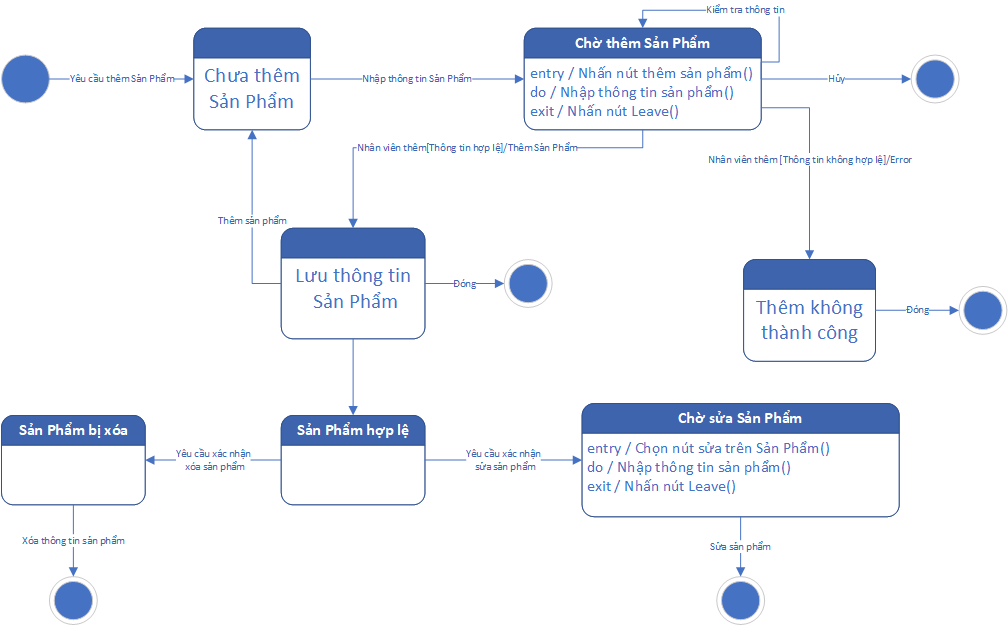 Kiểm tra thông tin
Chờ thêm Sản Phẩm
Yêu cầu thêm Sản Phẩm
Chưa thêm
Sản Phẩm
Nhập thông tin Sản Phẩm
entry / Nhấn nút thêm sản phẩm()
do / Nhập thông tin sản phẩm()
exit / Nhấn nút Leave()
Hủy
Nhân viên thêm[Thông tin hợp lệ]/Thêm Sản Phẩm
Nhân viên thêm [Thông tin không hợp lệ]/Error
Thêm sản phẩm
Lưu thông tin
Sản Phẩm
Đóng
Thêm không
thành công
Đóng
Sản Phẩm bị xóa
Sản Phẩm hợp lệ
Chờ sửa Sản Phẩm
Yêu cầu xác nhận
xóa sản phẩm
Yêu cầu xác nhận
sửa sản phẩm
entry / Chọn nút sửa trên Sản Phẩm()
do / Nhập thông tin sản phẩm()
exit / Nhấn nút Leave()
Xóa thông tin sản phẩm
Sửa sản phẩm